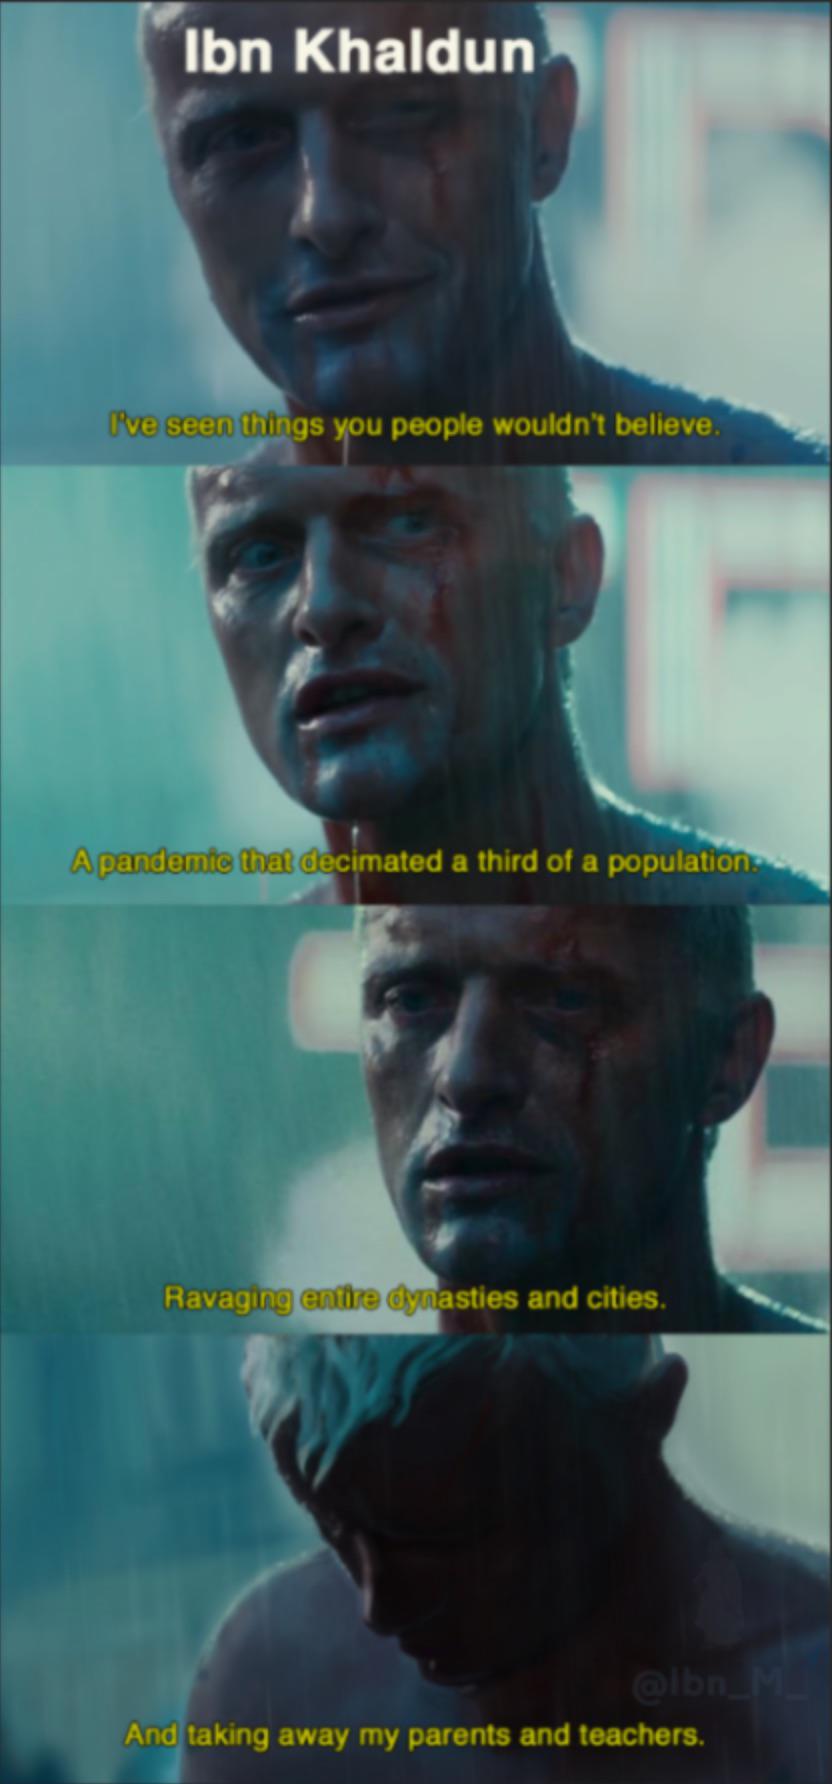 Ibn Khaldun
I've seen things you people wouldn't believe.
A pandemic that decimated a third of a population.
Ravaging entire dynasties and cities.
@Ibn_M_
And taking away my parents and teachers.